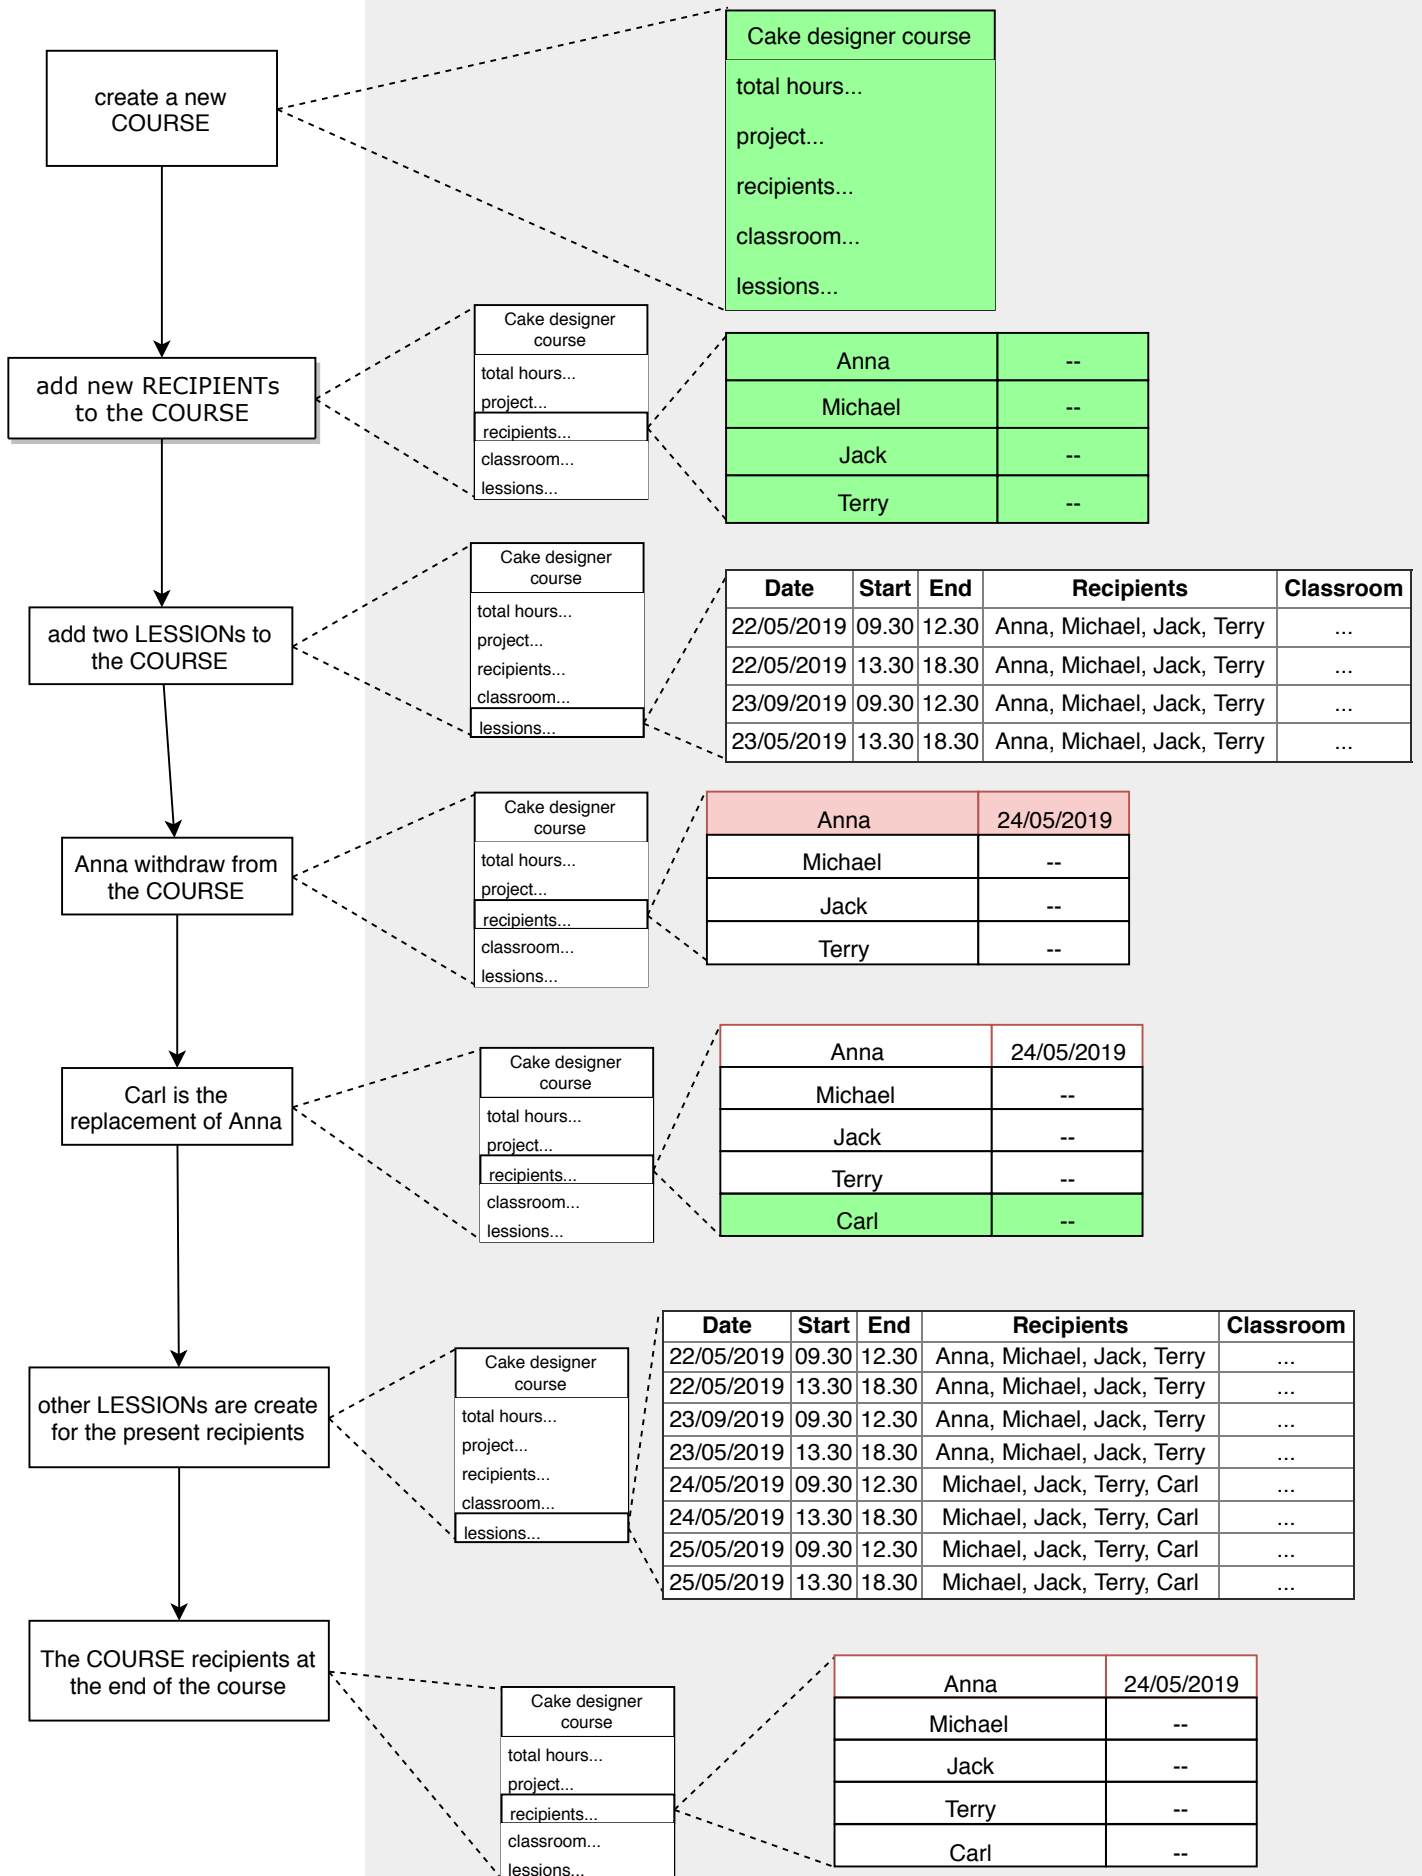 create a new
COURSE
Cake designer course
total hours...
project...
recipients...
classroom...
lessions...
add new RECIPIENTs
to the COURSE
Cake designer
course
total hours...
project...
recipients...
classroom...
lessions...
Anna --
Michael --
Jack --
Terry --
add two LESSIONs to
the COURSE
Cake designer
course
total hours...
project...
recipients...
classroom...
lessions...
Date Start End Recipients Classroom
22/05/2019 09.30 12.30 Anna, Michael, Jack, Terry ...
22/05/2019 13.30 18.30 Anna, Michael, Jack, Terry ...
23/09/2019 09.30 12.30 Anna, Michael, Jack, Terry ...
23/05/2019 13.30 18.30 Anna, Michael, Jack, Terry ...
Anna withdraw from
the COURSE
Cake designer
course
total hours...
project...
recipients...
classroom...
lessions...
Anna 24/05/2019
Michael --
Jack --
Terry --
Carl is the
replacement of Anna
Cake designer
course
total hours...
project...
recipients...
classroom...
lessions...
Anna 24/05/2019
Michael --
Jack --
Terry --
Carl --
other LESSIONs are create
for the present recipients
Cake designer
course
total hours...
project...
recipients...
classroom...
lessions...
Date Start End Recipients Classroom
22/05/2019 09.30 12.30 Anna, Michael, Jack, Terry ...
22/05/2019 13.30 18.30 Anna, Michael, Jack, Terry ...
23/09/2019 09.30 12.30 Anna, Michael, Jack, Terry ...
23/05/2019 13.30 18.30 Anna, Michael, Jack, Terry ...
24/05/2019 09.30 12.30 Michael, Jack, Terry, Carl ...
24/05/2019 13.30 18.30 Michael, Jack, Terry, Carl ...
25/05/2019 09.30 12.30 Michael, Jack, Terry, Carl ...
25/05/2019 13.30 18.30 Michael, Jack, Terry, Carl ...
The COURSE recipients at
the end of the course
Cake designer
course
total hours...
project...
recipients...
classroom...
lessions...
Anna 24/05/2019
Michael --
Jack --
Terry --
Carl --